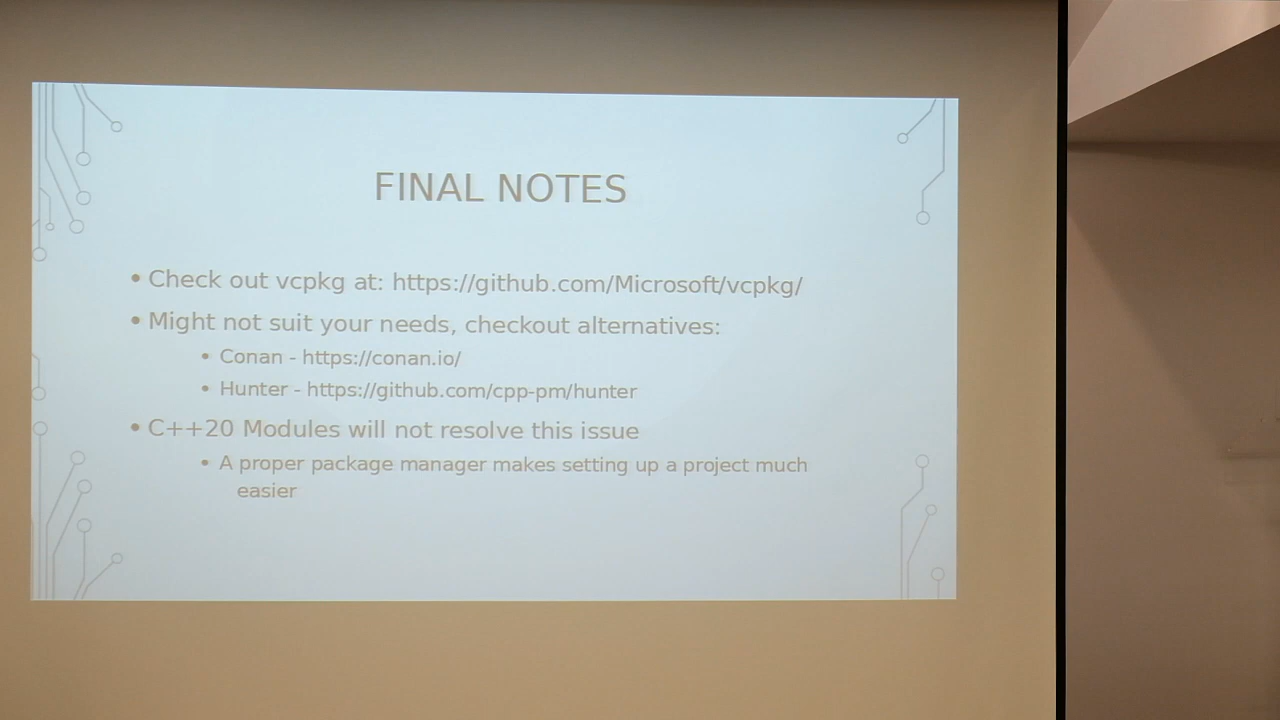 FINAL NOTES
• Check out vcpkg at: https://github.com/Microsoft/vcpkg/
• Might not suit your needs, checkout alternatives:
• Conan - https://conan.io/
• Hunter - https://github.com/cpp-pm/hunter
• C++20 Modules will not resolve this issue
• A proper package manager makes setting up a project much
easier